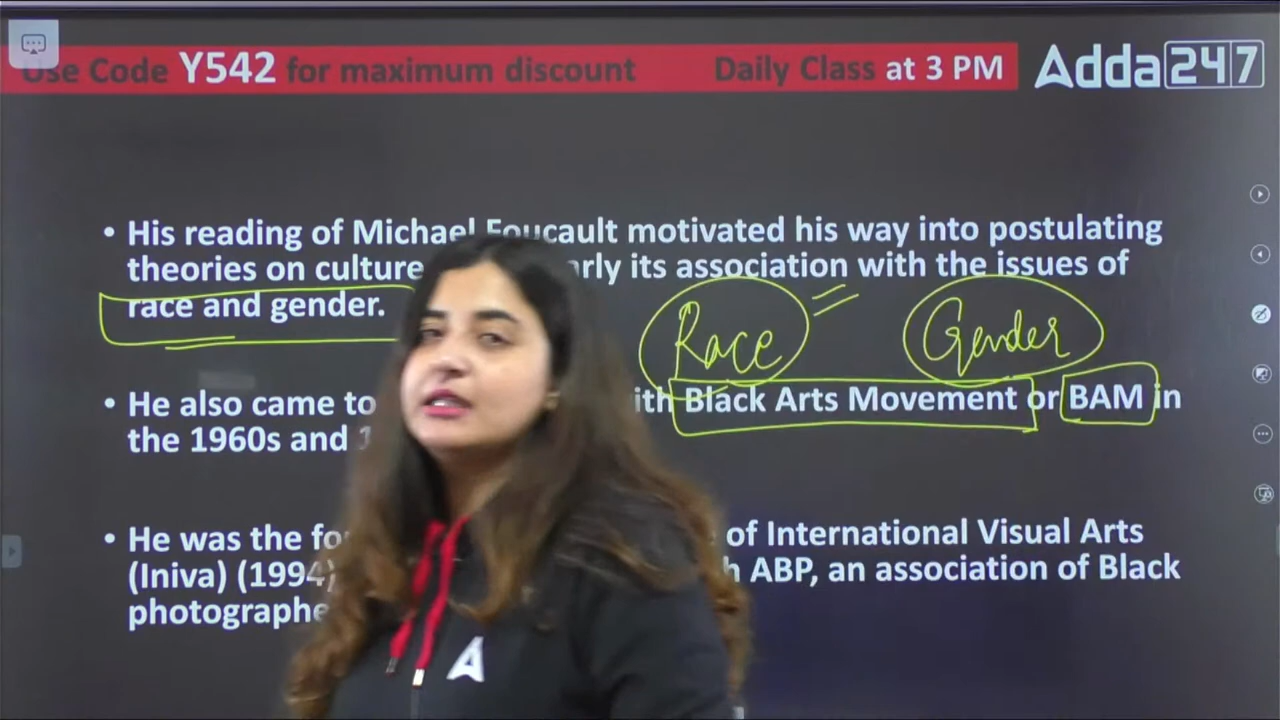 Use Code Y542 for maximum discount Daily Class at 3 PM Adda 247
• His reading of Michael Foucault motivated his way into postulating
theories on culture arly its association with the issues of
race and gender.
Race = Gender
• He also came to ith Black Arts Movement or BAM in
the 1960s and 1
• He was the fo of International Visual Arts
(Iniva) (1994) h ABP, an association of Black
photographe
A